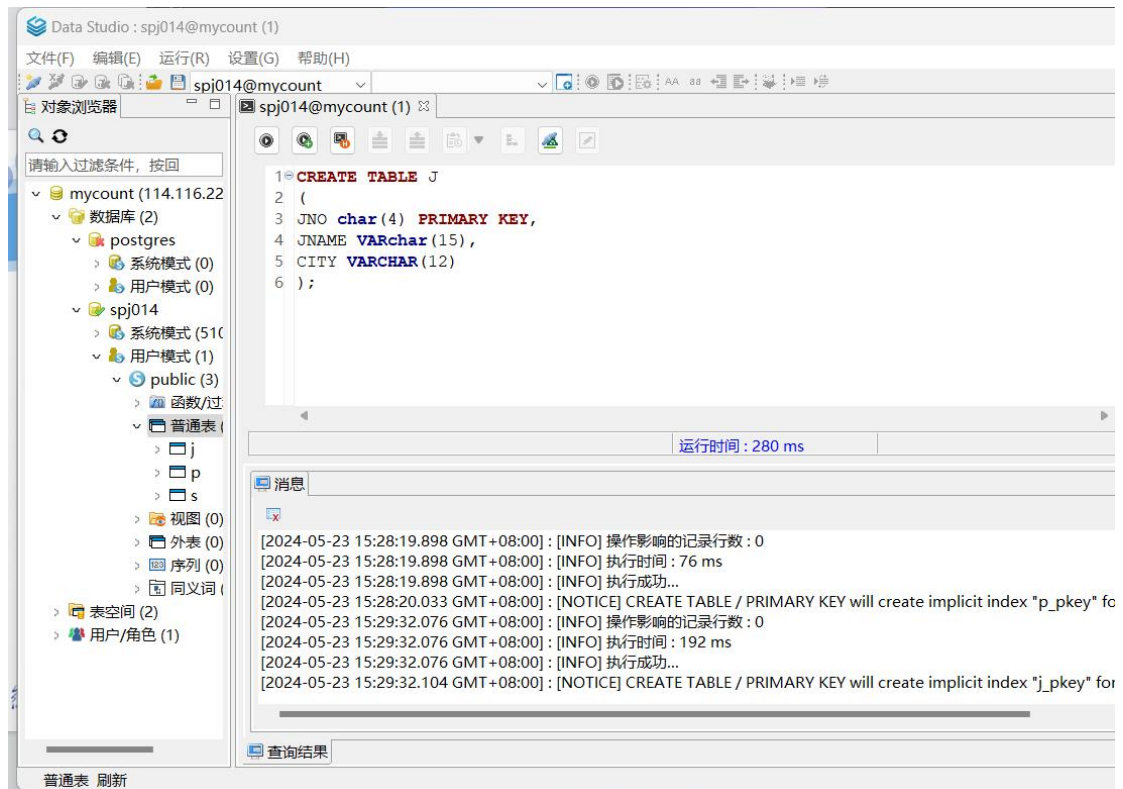 Data Studio : spj014@mycount (1)
文件(F) 编辑(E) 运行(R) 设置(G) 帮助(H)
spj014@mycount
对象浏览器
请输入过滤条件，按回
mycount (114.116.22
数据库 (2)
postgres
系统模式 (0)
用户模式 (0)
spj014
系统模式 (510
用户模式 (1)
public (3)
函数/过
普通表 (
j
p
s
视图 (0)
外表 (0)
序列 (0)
同义词 (
表空间 (2)
用户/角色 (1)
普通表 刷新
spj014@mycount (1)
1 CREATE TABLE J
2 (
3 JNO char(4) PRIMARY KEY,
4 JNAME VARchar(15),
5 CITY VARCHAR(12)
6 );
运行时间 : 280 ms
消息
[2024-05-23 15:28:19.898 GMT+08:00] : [INFO] 操作影响的记录行数 : 0
[2024-05-23 15:28:19.898 GMT+08:00] : [INFO] 执行时间 : 76 ms
[2024-05-23 15:28:19.898 GMT+08:00] : [INFO] 执行成功...
[2024-05-23 15:28:20.033 GMT+08:00] : [NOTICE] CREATE TABLE / PRIMARY KEY will create implicit index "p_pkey" fo
[2024-05-23 15:29:32.076 GMT+08:00] : [INFO] 操作影响的记录行数 : 0
[2024-05-23 15:29:32.076 GMT+08:00] : [INFO] 执行时间 : 192 ms
[2024-05-23 15:29:32.076 GMT+08:00] : [INFO] 执行成功...
[2024-05-23 15:29:32.104 GMT+08:00] : [NOTICE] CREATE TABLE / PRIMARY KEY will create implicit index "j_pkey" for
查询结果